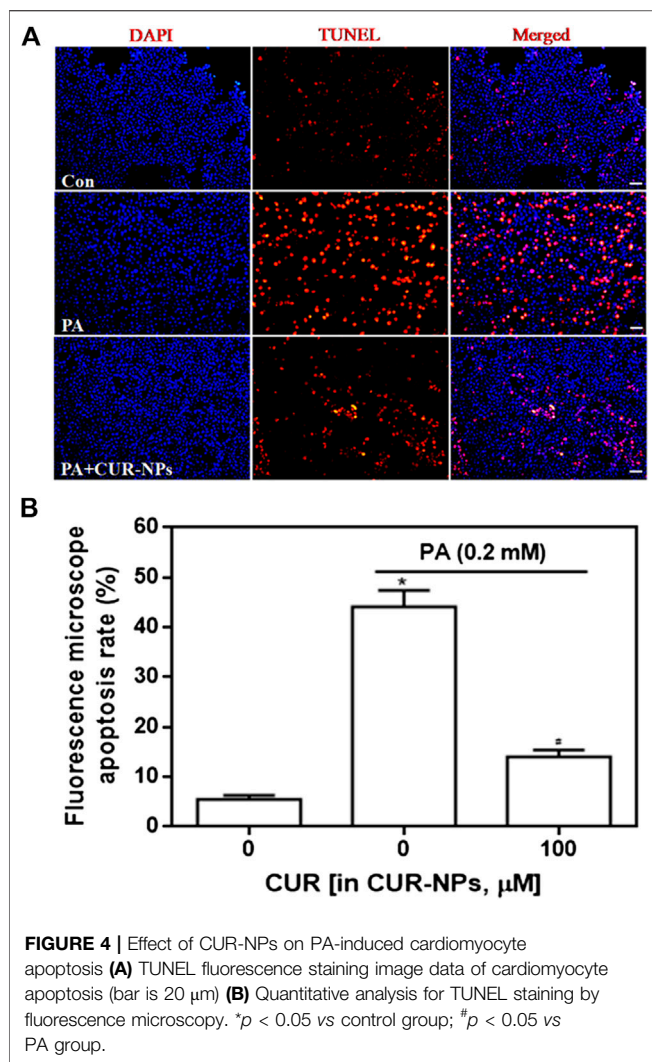 A
DAPI TUNEL Merged
Con
PA
PA+CUR-NPs
B
Fluorescence microscope
apoptosis rate (%)
60
50
40
30
20
10
0
PA (0.2 mM)
*
#
0 0 100
CUR [in CUR-NPs, μM]
FIGURE 4 | Effect of CUR-NPs on PA-induced cardiomyocyte
apoptosis (A) TUNEL fluorescence staining image data of cardiomyocyte
apoptosis (bar is 20 μm) (B) Quantitative analysis for TUNEL staining by
fluorescence microscopy. *p < 0.05 vs control group; #p < 0.05 vs
PA group.